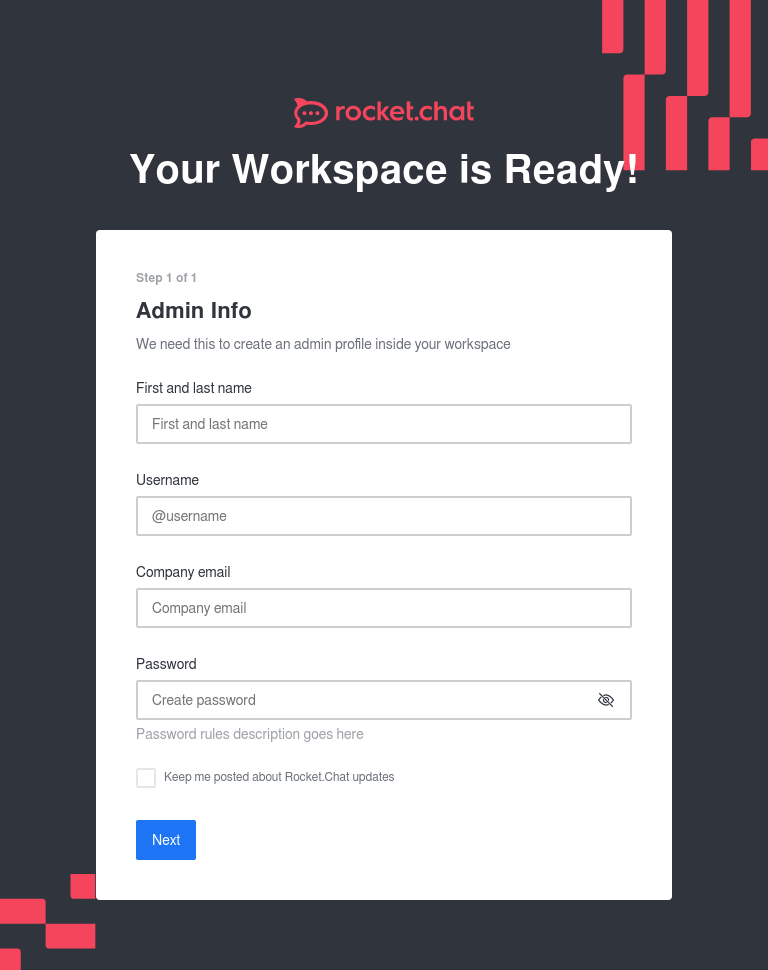 rocket.chat
Your Workspace is Ready!
Step 1 of 1
Admin Info
We need this to create an admin profile inside your workspace
First and last name
First and last name
Username
@username
Company email
Company email
Password
Create password
Password rules description goes here
Keep me posted about Rocket.Chat updates
Next